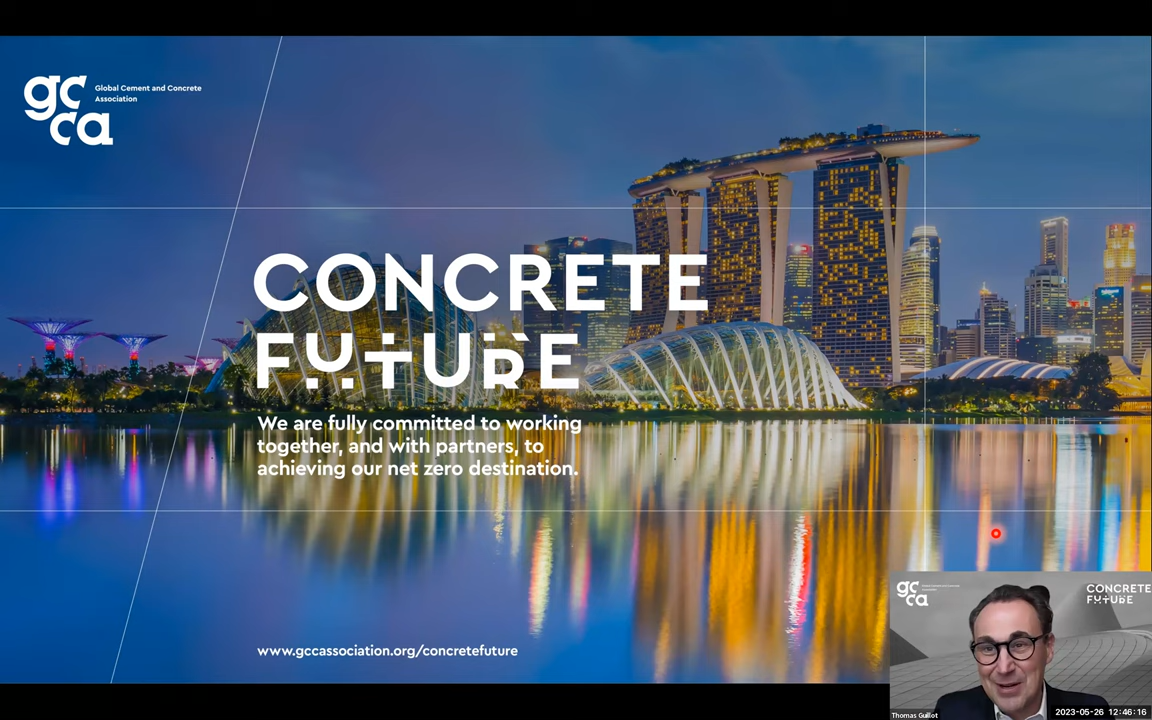 gc
ca
Global Cement and Concrete
Association
CONCRETE
FUTURE
We are fully committed to working
together, and with partners, to
achieving our net zero destination.
www.gccassociation.org/concretefuture
gc
ca
CONCRETE
FUTURE
Thomas Guillot
2023-05-26 12:46:16